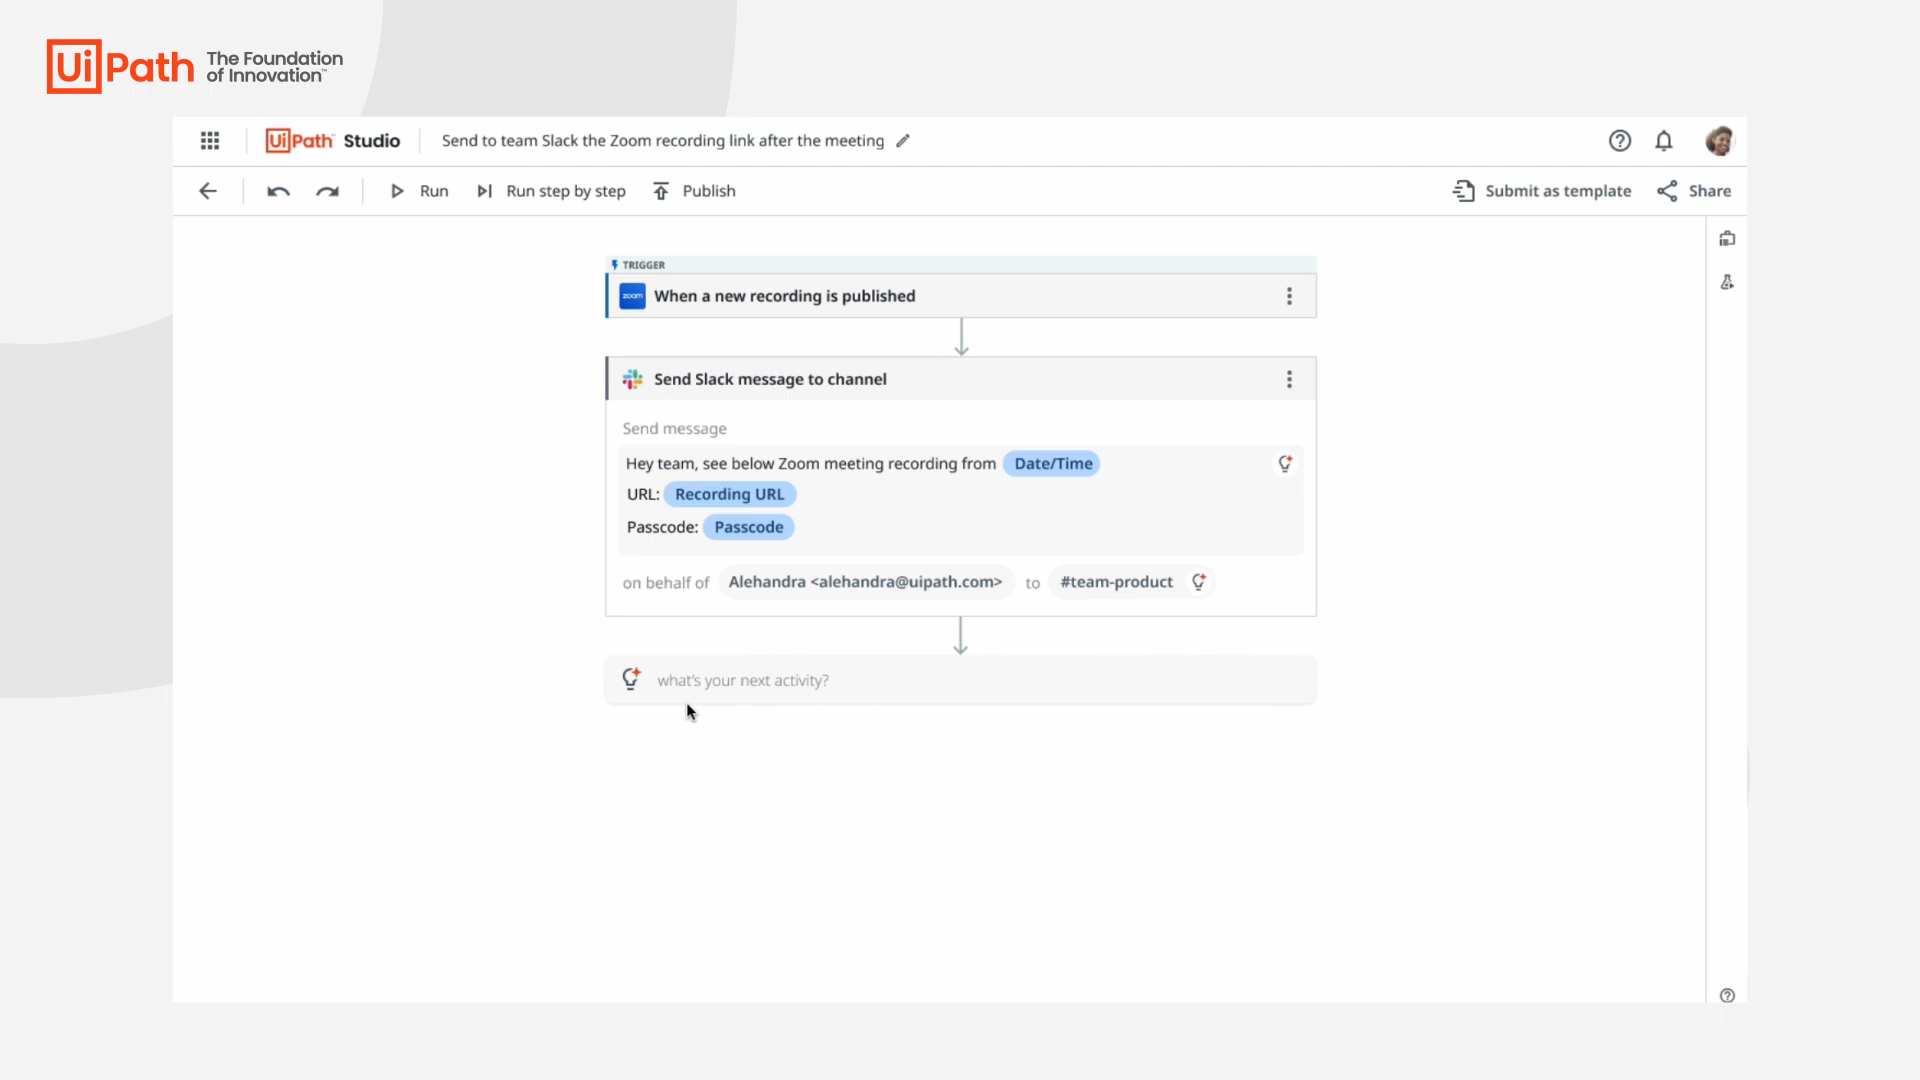 UiPath The Foundation
of Innovation™
UiPath™ Studio Send to team Slack the Zoom recording link after the meeting
Run Run step by step Publish Submit as template Share
TRIGGER
zoom When a new recording is published
Send Slack message to channel
Send message
Hey team, see below Zoom meeting recording from Date/Time
URL: Recording URL
Passcode: Passcode
on behalf of Alehandra <alehandra@uipath.com> to #team-product
what's your next activity?